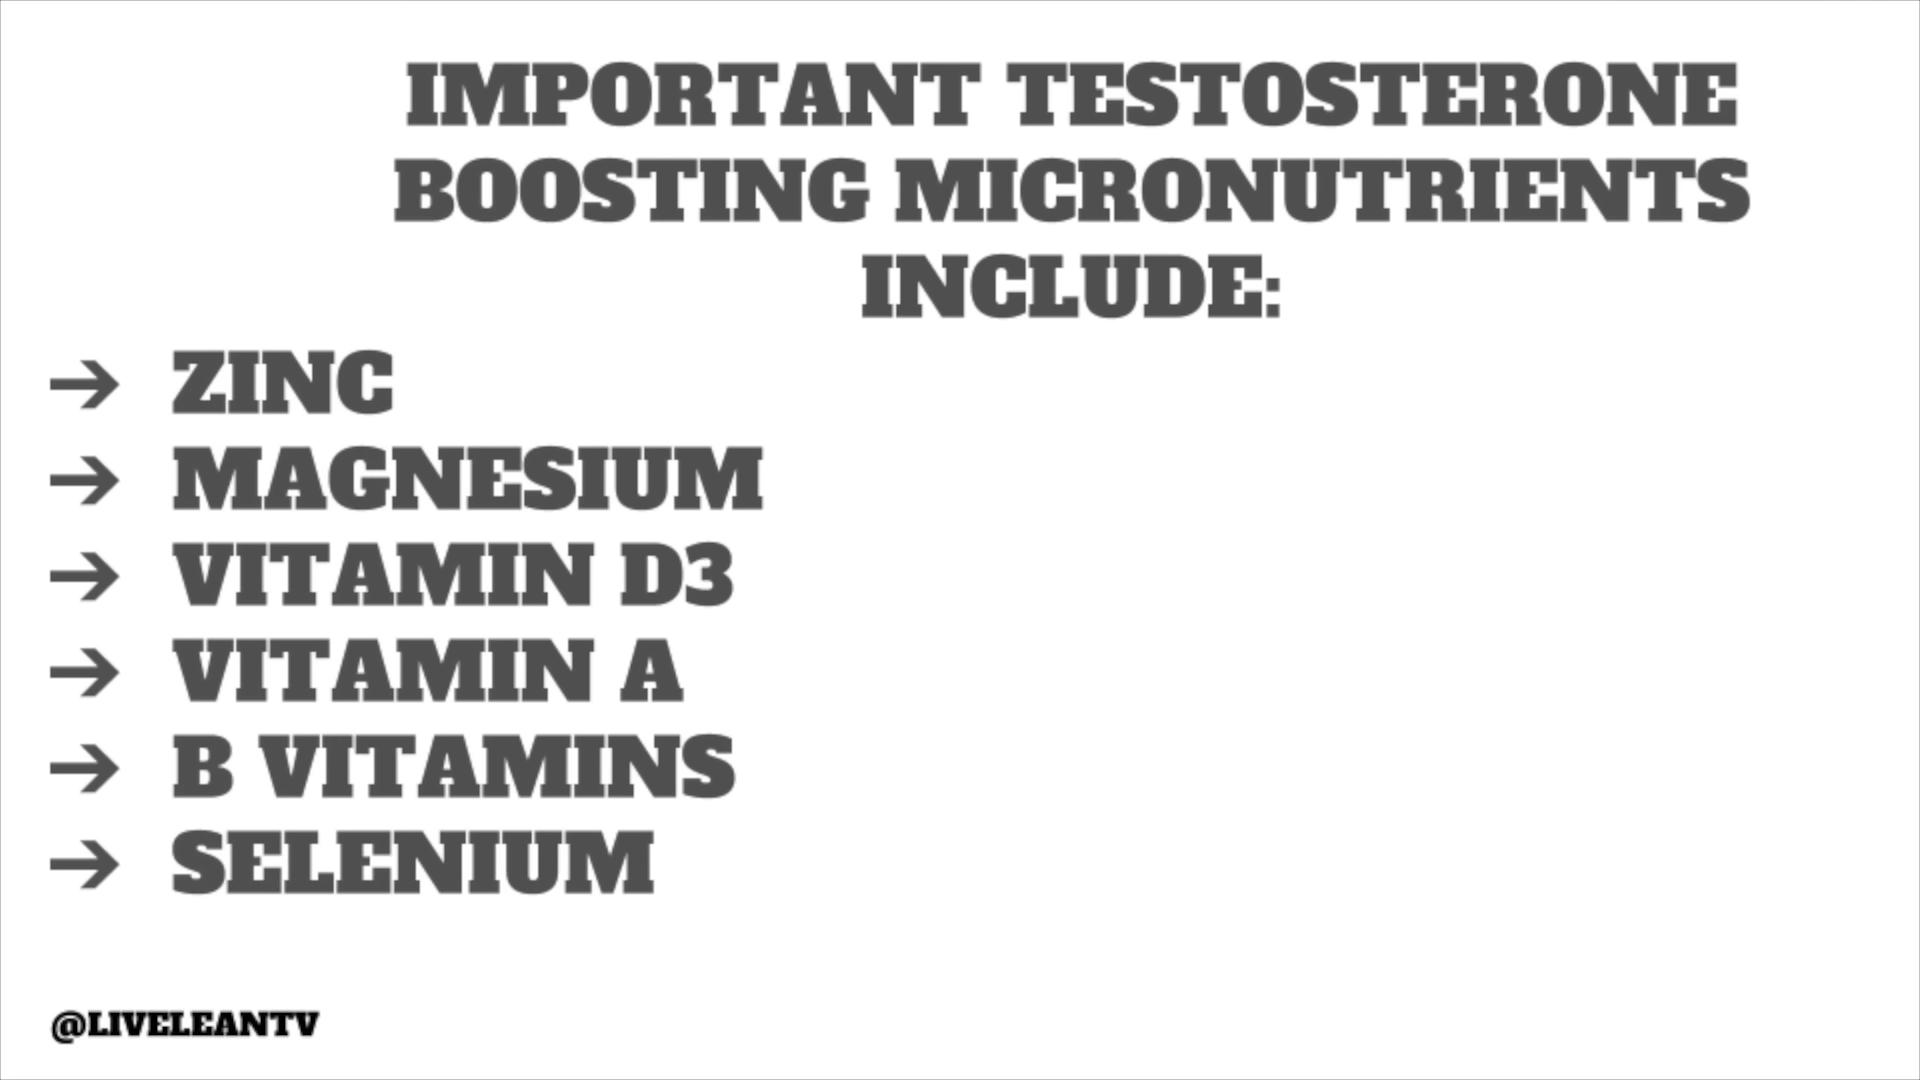 IMPORTANT TESTOSTERONE
BOOSTING MICRONUTRIENTS
INCLUDE:
→ ZINC
→ MAGNESIUM
→ VITAMIN D3
→ VITAMIN A
→ B VITAMINS
→ SELENIUM
@LIVELEANTV